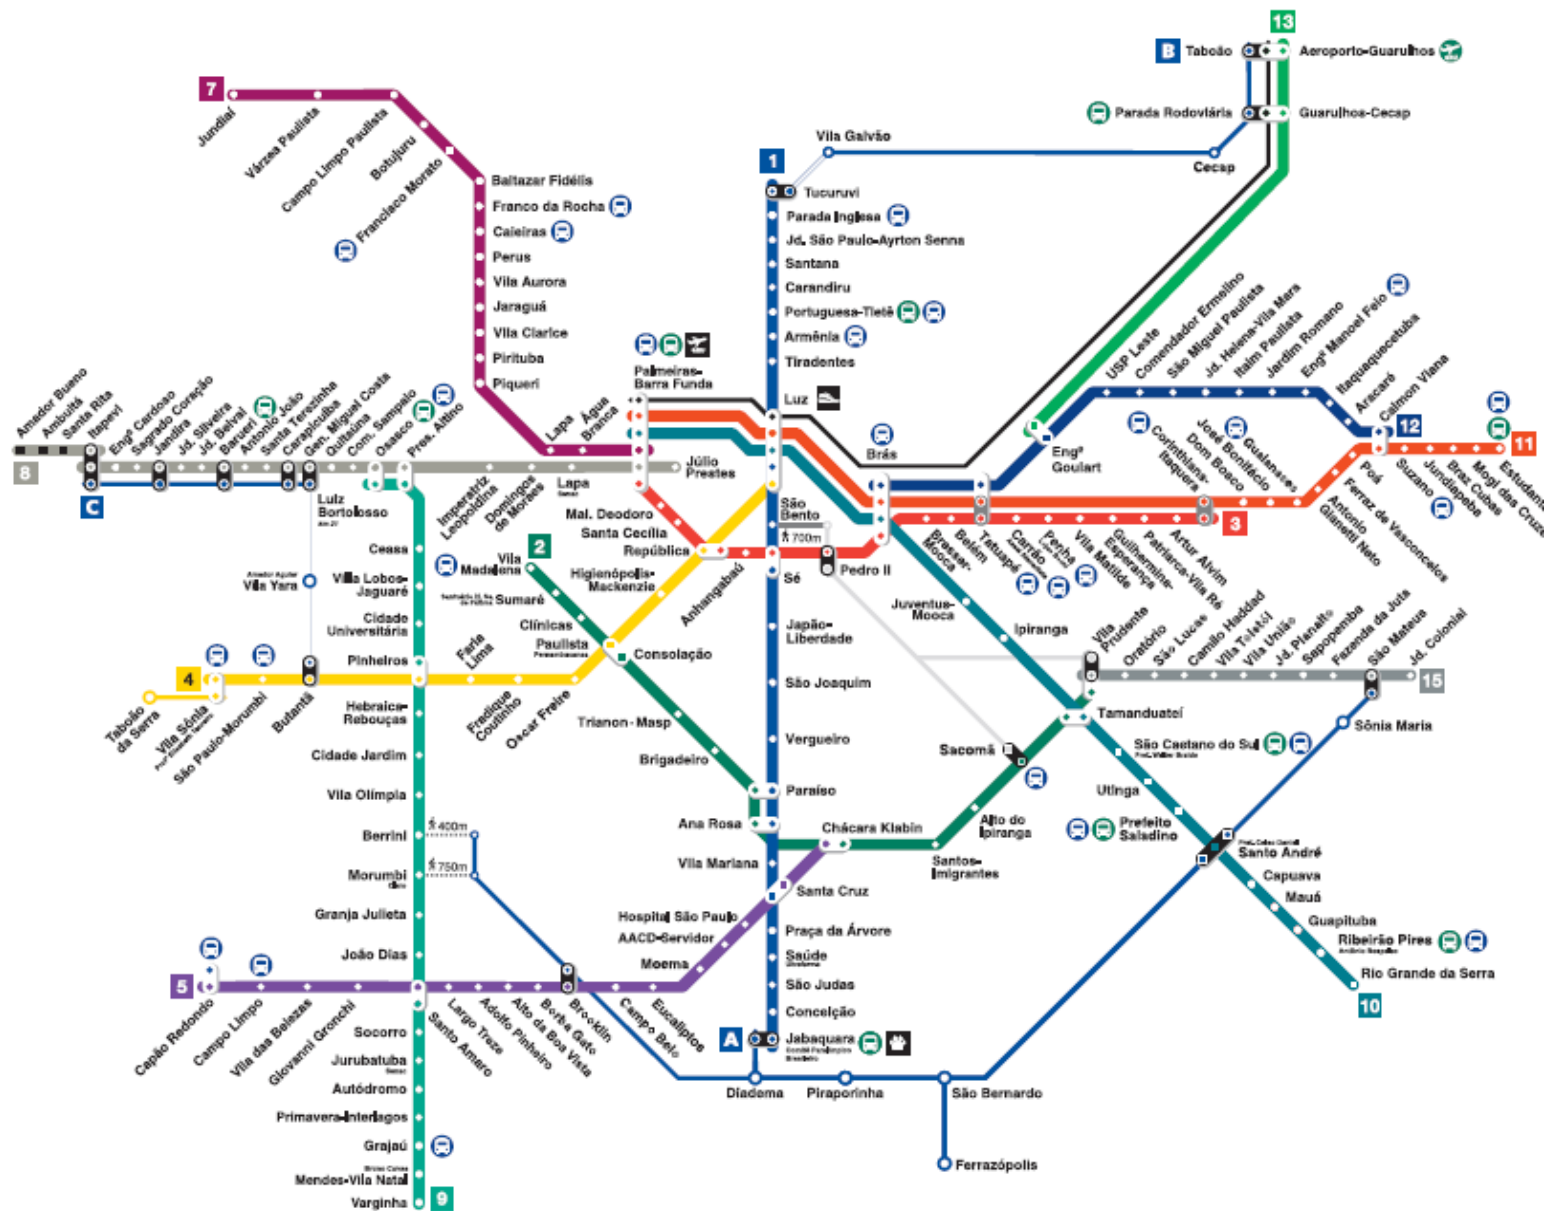 13
B
Taboão
Aeroporto-Guarulhos
7
Parada Rodoviária
Guarulhos-Cecap
Jundiaí
Várzea Paulista
Campo Limpo Paulista
Botujuru
Francisco Morato
1
Vila Galvão
Cecap
Tucuruvi
Baltazar Fidélis
Franco da Rocha
Caieiras
Perus
Vila Aurora
Jaraguá
Vila Clarice
Pirituba
Piqueri
Parada Inglesa
Jd. São Paulo-Ayrton Senna
Santana
Carandiru
Portuguesa-Tietê
Armênia
Tiradentes
Luz
Palmeiras-
Barra Funda
Lapa
Água
Branca
Brás
Engº
Goulart
USP Leste
Comendador Ermelino
São Miguel Paulista
Jd. Helena-Vila Mara
Itaim Paulista
Jardim Romano
Engº Manoel Feio
Itaquaquecetuba
Aracaré
Calmon Viana
12
11
Amador Bueno
Ambuitá
Santa Rita
Itapevi
Engº Cardoso
Sagrado Coração
Jandira
Jd. Silveira
Jd. Belval
Barueri
Antonio João
Santa Terezinha
Carapicuíba
Gen. Miguel Costa
Quitaúna
Com. Sampaio
Osasco
Pres. Altino
8
C
Imperatriz
Leopoldina
Domingos
de Moraes
Lapa
Júlio
Prestes
Corinthians-
Itaquera
Dom Bosco
José Bonifácio
Guaianases
Antonio
Gianetti Neto
Ferraz de Vasconcelos
Poá
Suzano
Jundiapeba
Braz Cubas
Mogi das Cruzes
Estudantes
Luiz
Bortolosso
Mal. Deodoro
Santa Cecília
República
Anhangabaú
São
Bento
700m
Pedro II
Sé
3
Bresser-
Mooca
Belém
Tatuapé
Carrão
Penha
Vila Matilde
Guilhermina-
Esperança
Patriarca-Vila Ré
Artur Alvim
Ceasa
Villa Lobos-
Jaguaré
Cidade
Universitária
Pinheiros
Vila Yara
2
Vila
Madalena
Sumaré
Clínicas
Paulista
Consolação
Higienópolis-
Mackenzie
Japão-
Liberdade
Juventus-
Mooca
Ipiranga
Vila
Prudente
Oratório
São Lucas
Camilo Haddad
Vila Tolstói
Vila União
Jd. Planalto
Sapopemba
Fazenda da Juta
São Mateus
Jd. Colonial
15
4
Taboão
da Serra
Vila Sônia
São Paulo-Morumbi
Butantã
Faria
Lima
Fradique
Coutinho
Oscar Freire
Hebraica-
Rebouças
Cidade Jardim
Vila Olímpia
Berrini
400m
Morumbi
750m
Granja Julieta
João Dias
Trianon-Masp
Brigadeiro
São Joaquim
Vergueiro
Paraíso
Ana Rosa
Chácara Klabin
Vila Mariana
Santos-
Imigrantes
Alto do
Ipiranga
Sacomã
Tamanduateí
São Caetano do Sul
Utinga
Prefeito
Saladino
Sônia Maria
Santo André
Capuava
Mauá
Guapituba
Ribeirão Pires
Rio Grande da Serra
10
Santa Cruz
Hospital São Paulo
AACD-Servidor
Moema
Praça da Árvore
Saúde
São Judas
Conceição
Jabaquara
A
5
Capão Redondo
Campo Limpo
Vila das Belezas
Giovanni Gronchi
Santo Amaro
Largo Treze
Adolfo Pinheiro
Alto da Boa Vista
Borba Gato
Brooklin
Campo Belo
Eucaliptos
Socorro
Jurubatuba
Autódromo
Primavera-Interlagos
Grajaú
Mendes-Vila Natal
Varginha
9
Diadema
Piraporinha
São Bernardo
Ferrazópolis